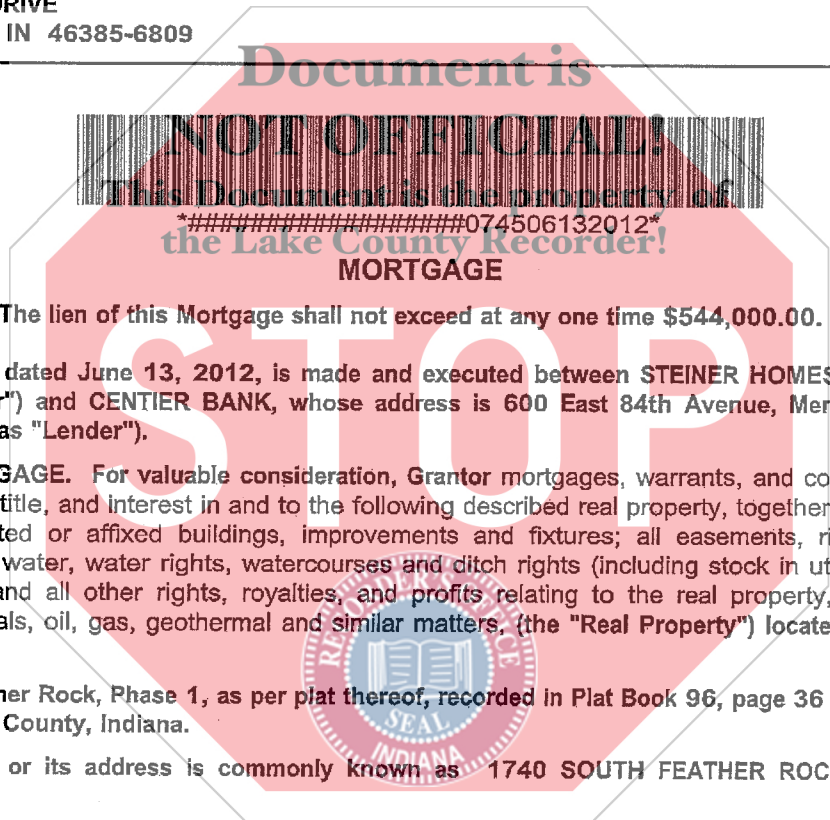 DRIVE
IN 46385-6809
Document is
NOT OFFICIAL!
This Document is the property of
*####################074506132012*
the Lake County Recorder!
MORTGAGE
The lien of this Mortgage shall not exceed at any one time $544,000.00.
dated June 13, 2012, is made and executed between STEINER HOMES
r") and CENTIER BANK, whose address is 600 East 84th Avenue, Mer
as "Lender").
GAGE. For valuable consideration, Grantor mortgages, warrants, and co
title, and interest in and to the following described real property, together
ted or affixed buildings, improvements and fixtures; all easements, ri
water, water rights, watercourses and ditch rights (including stock in ut
and all other rights, royalties, and profits relating to the real property,
als, oil, gas, geothermal and similar matters, (the "Real Property") locate
her Rock, Phase 1, as per plat thereof, recorded in Plat Book 96, page 36
County, Indiana.
or its address is commonly known as 1740 SOUTH FEATHER ROC
STOP
RECORDER'S OFFICE
SEAL
INDIANA